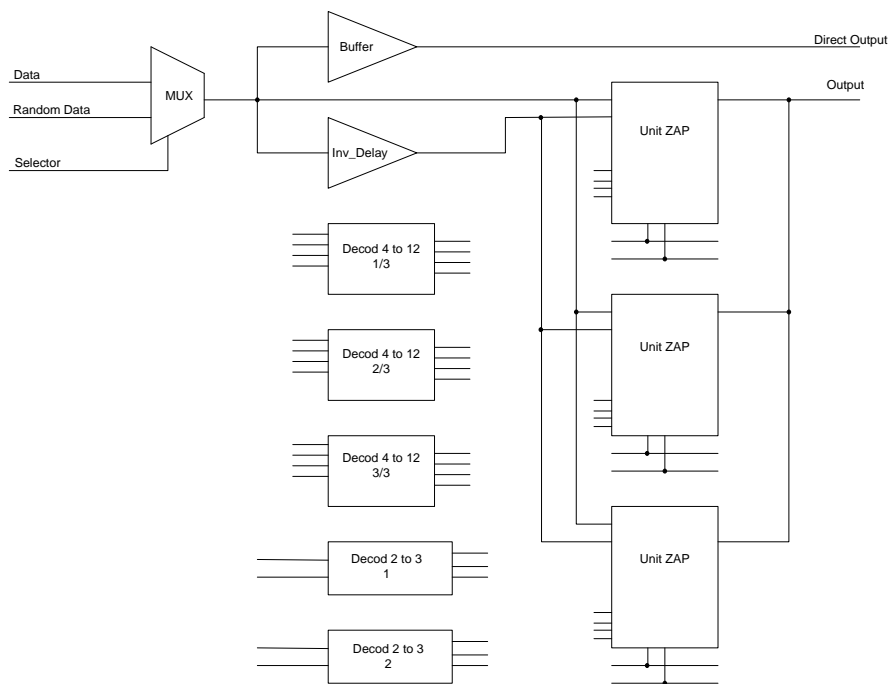 Direct Output
Buffer
Data
MUX
Output
Random Data
Unit ZAP
Inv_Delay
Selector
Decod 4 to 12
1/3
Decod 4 to 12
2/3
Unit ZAP
Decod 4 to 12
3/3
Decod 2 to 3
1
Unit ZAP
Decod 2 to 3
2